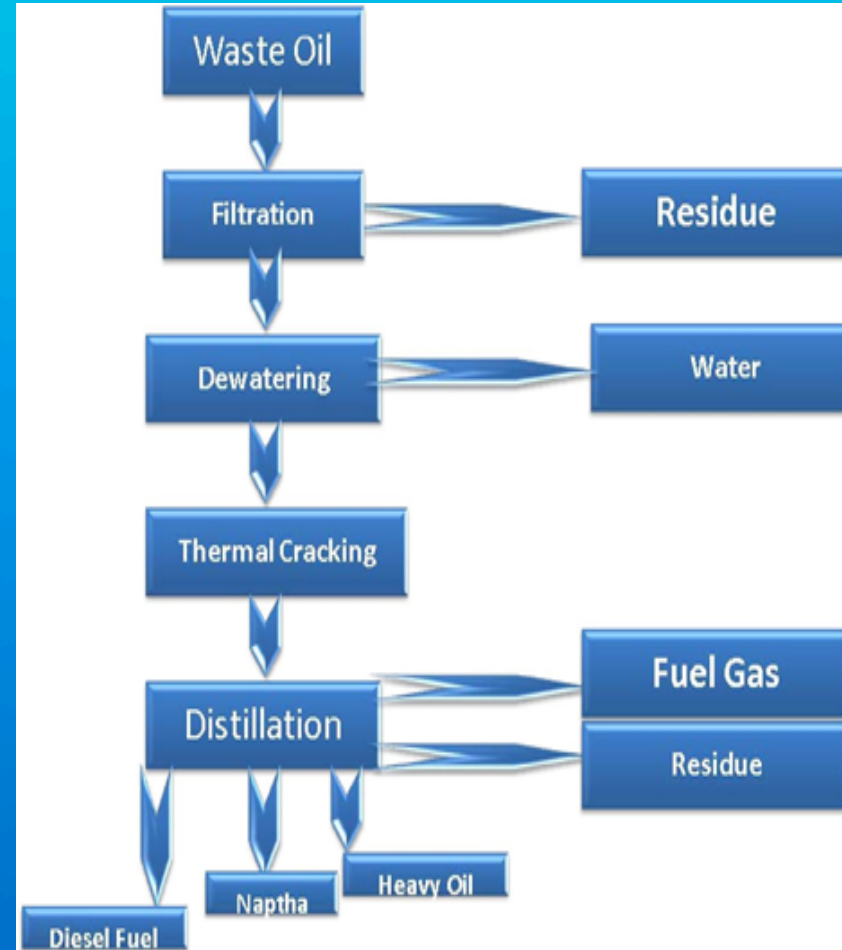 Waste Oil
Filtration
Residue
Dewatering
Water
Thermal Cracking
Fuel Gas
Distillation
Residue
Heavy Oil
Naptha
Diesel Fuel